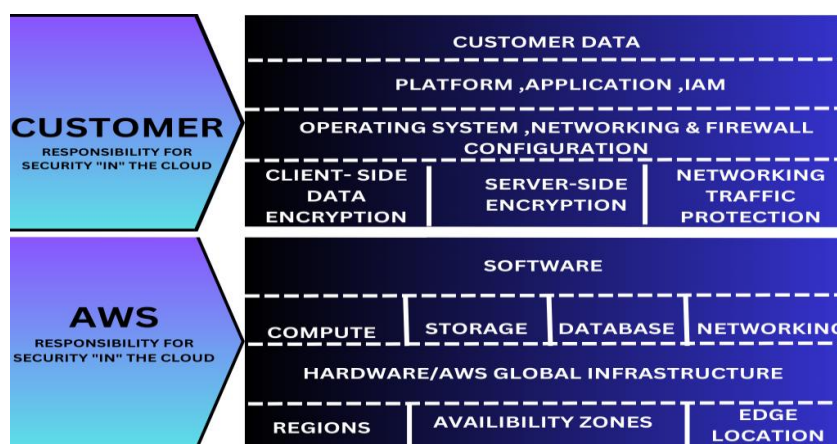 CUSTOMER
RESPONSIBILITY FOR
SECURITY "IN" THE CLOUD
CUSTOMER DATA
PLATFORM ,APPLICATION ,IAM
OPERATING SYSTEM ,NETWORKING & FIREWALL
CONFIGURATION
CLIENT- SIDE
DATA
ENCRYPTION
SERVER-SIDE
ENCRYPTION
NETWORKING
TRAFFIC
PROTECTION
AWS
RESPONSIBILITY FOR
SECURITY "IN" THE CLOUD
SOFTWARE
COMPUTE
STORAGE
DATABASE
NETWORKING
HARDWARE/AWS GLOBAL INFRASTRUCTURE
REGIONS
AVAILIBILITY ZONES
EDGE
LOCATION